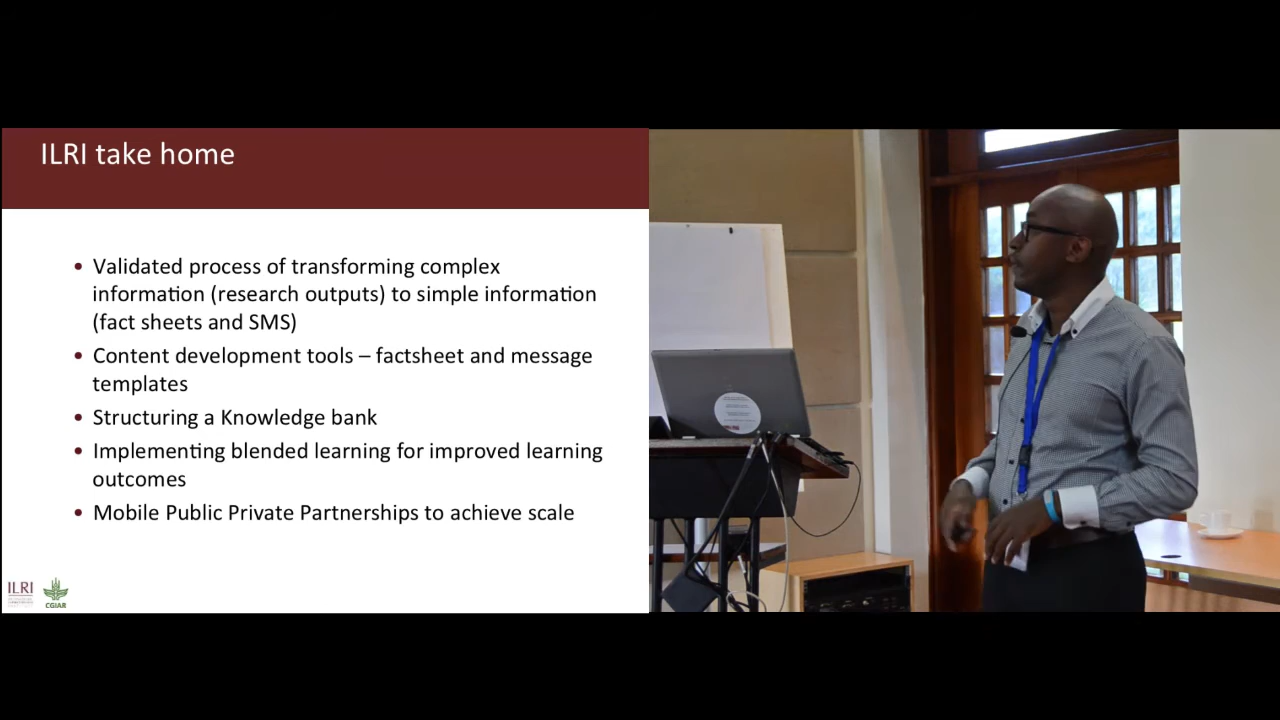 ILRI take home
• Validated process of transforming complex
information (research outputs) to simple information
(fact sheets and SMS)
• Content development tools – factsheet and message
templates
• Structuring a Knowledge bank
• Implementing blended learning for improved learning
outcomes
• Mobile Public Private Partnerships to achieve scale
ILRI
CGIAR